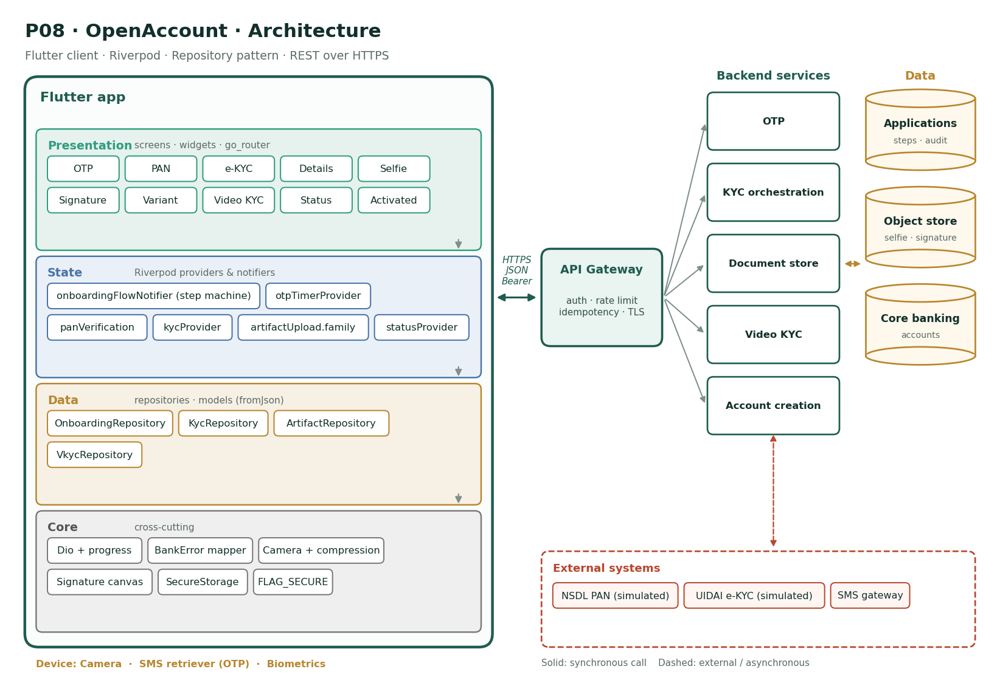 P08 · OpenAccount · Architecture
Flutter client · Riverpod · Repository pattern · REST over HTTPS
Flutter app
Presentation screens · widgets · go_router
OTP
PAN
e-KYC
Details
Selfie
Signature
Variant
Video KYC
Status
Activated
State
Riverpod providers & notifiers
onboardingFlowNotifier (step machine)
otpTimerProvider
panVerification
kycProvider
artifactUpload.family
statusProvider
Data
repositories · models (fromJson)
OnboardingRepository
KycRepository
ArtifactRepository
VkycRepository
Core
cross-cutting
Dio + progress
BankError mapper
Camera + compression
Signature canvas
SecureStorage
FLAG_SECURE
Device: Camera · SMS retriever (OTP) · Biometrics
HTTPS
JSON
Bearer
API Gateway
auth · rate limit
idempotency · TLS
Backend services
OTP
KYC orchestration
Document store
Video KYC
Account creation
Data
Applications
steps · audit
Object store
selfie · signature
Core banking
accounts
External systems
NSDL PAN (simulated)
UIDAI e-KYC (simulated)
SMS gateway
Solid: synchronous call Dashed: external / asynchronous